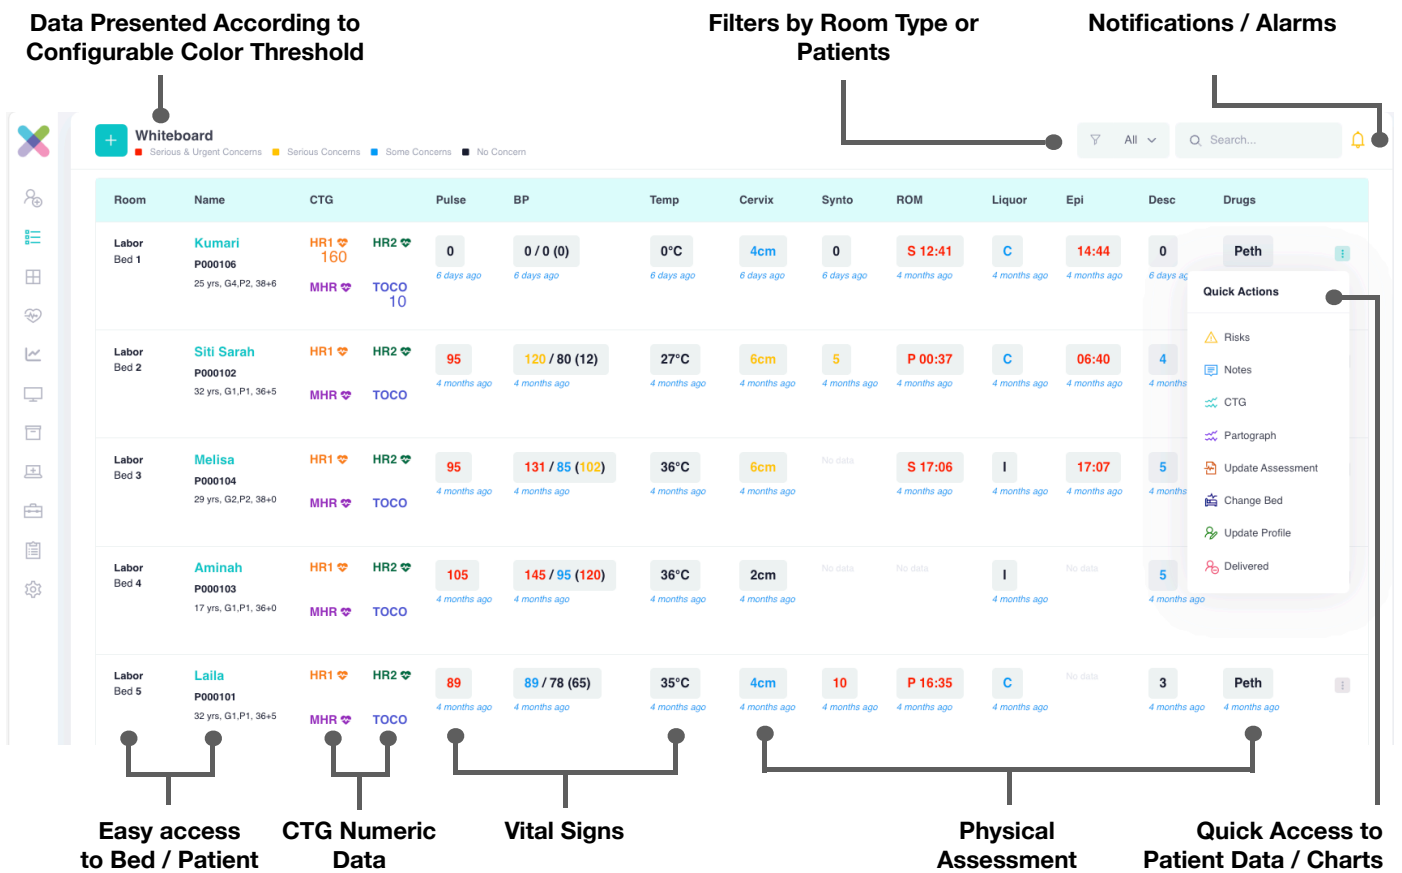 Data Presented According to
Configurable Color Threshold
Filters by Room Type or
Patients
Notifications / Alarms
+ Whiteboard
Serious & Urgent Concerns Serious Concerns Some Concerns No Concern
All Search...
Room Name CTG Pulse BP Temp Cervix Synto ROM Liquor Epi Desc Drugs
Labor
Bed 1
Kumari
P000106
25 yrs, G4,P2, 38+6
HR1 HR2
160
MHR TOCO
10
0 0 / 0 (0) 0°C 4cm 0 S 12:41 C 14:44 0 Peth
6 days ago 6 days ago 6 days ago 6 days ago 6 days ago 4 months ago 4 months ago 4 months ago 6 days ag
Labor
Bed 2
Siti Sarah
P000102
32 yrs, G1,P1, 36+5
HR1 HR2
MHR TOCO
95 120 / 80 (12) 27°C 6cm 5 P 00:37 C 06:40 4
4 months ago 4 months ago 4 months ago 4 months ago 4 months ago 4 months ago 4 months ago 4 months ago 4 months
Labor
Bed 3
Melisa
P000104
29 yrs, G2,P2, 38+0
HR1 HR2
MHR TOCO
95 131 / 85 (102) 36°C 6cm No data S 17:06 I 17:07 5
4 months ago 4 months ago 4 months ago 4 months ago 4 months ago 4 months ago 4 months ago 4 months
Labor
Bed 4
Aminah
P000103
17 yrs, G1,P1, 36+0
HR1 HR2
MHR TOCO
105 145 / 95 (120) 36°C 2cm No data No data I No data 5
4 months ago 4 months ago 4 months ago 4 months ago 4 months ago 4 months ago
Labor
Bed 5
Laila
P000101
32 yrs, G1,P1, 36+5
HR1 HR2
MHR TOCO
89 89 / 78 (65) 35°C 4cm 10 P 16:35 C No data 3 Peth
4 months ago 4 months ago 4 months ago 4 months ago 4 months ago 4 months ago 4 months ago 4 months ago 4 months ago
Quick Actions
Risks
Notes
CTG
Partograph
Update Assessment
Change Bed
Update Profile
Delivered
Easy access
to Bed / Patient
CTG Numeric
Data
Vital Signs
Physical
Assessment
Quick Access to
Patient Data / Charts